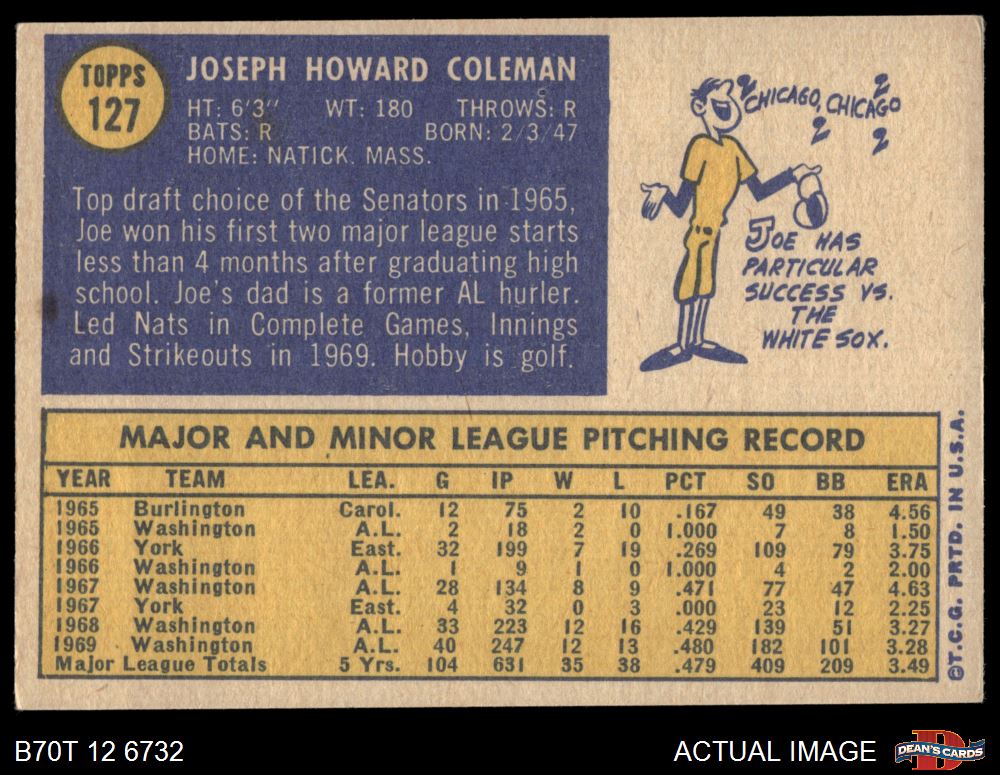 TOPPS
127
JOSEPH HOWARD COLEMAN
HT: 6'3" WT: 180 THROWS: R
BATS: R BORN: 2/3/47
HOME: NATICK. MASS.
Top draft choice of the Senators in 1965,
Joe won his first two major league starts
less than 4 months after graduating high
school. Joe's dad is a former AL hurler.
Led Nats in Complete Games, Innings
and Strikeouts in 1969. Hobby is golf.
CHICAGO, CHICAGO
JOE HAS
PARTICULAR
SUCCESS VS.
THE
WHITE SOX.
MAJOR AND MINOR LEAGUE PITCHING RECORD
YEAR TEAM LEA. G IP W L PCT SO BB ERA
1965 Burlington Carol. 12 75 2 10 .167 49 38 4.56
1965 Washington A.L. 2 18 2 0 1.000 7 8 1.50
1966 York East. 32 199 7 19 .269 109 79 3.75
1966 Washington A.L. 1 9 1 0 1.000 4 2 2.00
1967 Washington A.L. 28 134 8 9 .471 77 47 4.63
1967 York East. 4 32 0 3 .000 23 12 2.25
1968 Washington A.L. 33 223 12 16 .429 139 51 3.27
1969 Washington A.L. 40 247 12 13 .480 182 101 3.28
Major League Totals 5 Yrs. 104 631 35 38 .479 409 209 3.49
©T.C.G. PRTD. IN U.S.A.
B70T 12 6732
ACTUAL IMAGE
DEAN'S CARDS